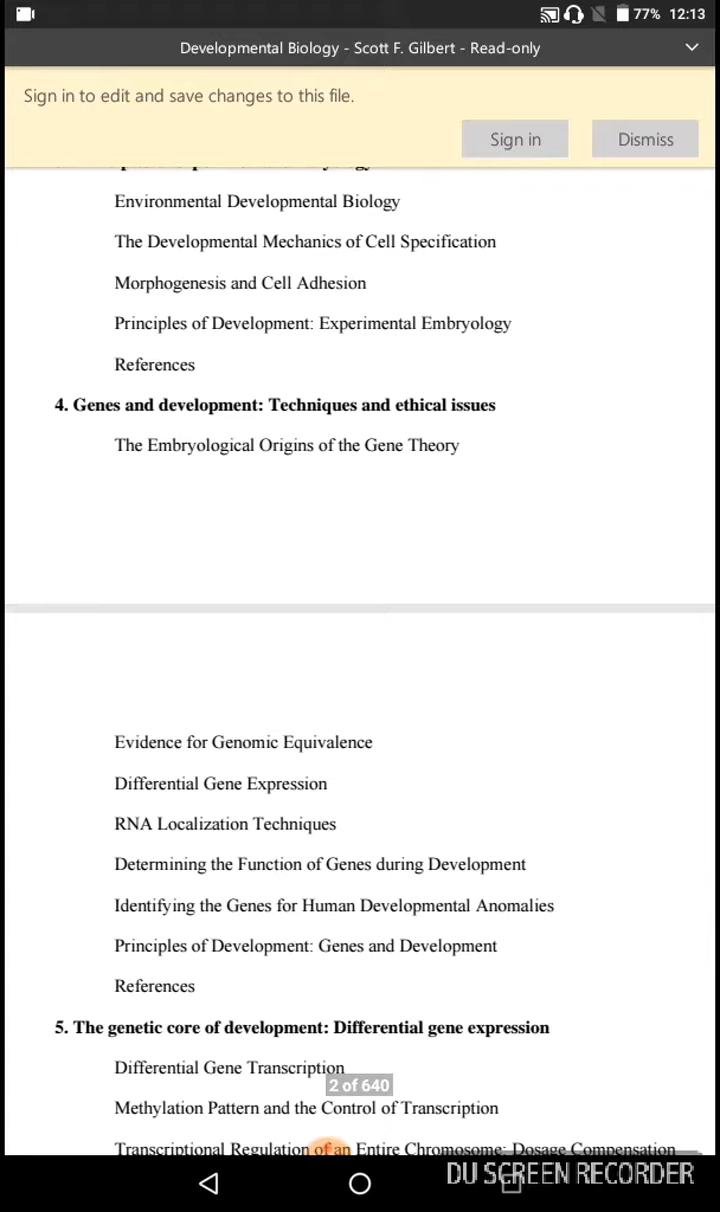 77% 12:13
Developmental Biology - Scott F. Gilbert - Read-only
Sign in to edit and save changes to this file.
Sign in Dismiss
Environmental Developmental Biology
The Developmental Mechanics of Cell Specification
Morphogenesis and Cell Adhesion
Principles of Development: Experimental Embryology
References
4. Genes and development: Techniques and ethical issues
The Embryological Origins of the Gene Theory
Evidence for Genomic Equivalence
Differential Gene Expression
RNA Localization Techniques
Determining the Function of Genes during Development
Identifying the Genes for Human Developmental Anomalies
Principles of Development: Genes and Development
References
5. The genetic core of development: Differential gene expression
Differential Gene Transcription
2 of 640
Methylation Pattern and the Control of Transcription
Transcriptional Regulation of an Entire Chromosome: Dosage Compensation
DU SCREEN RECORDER